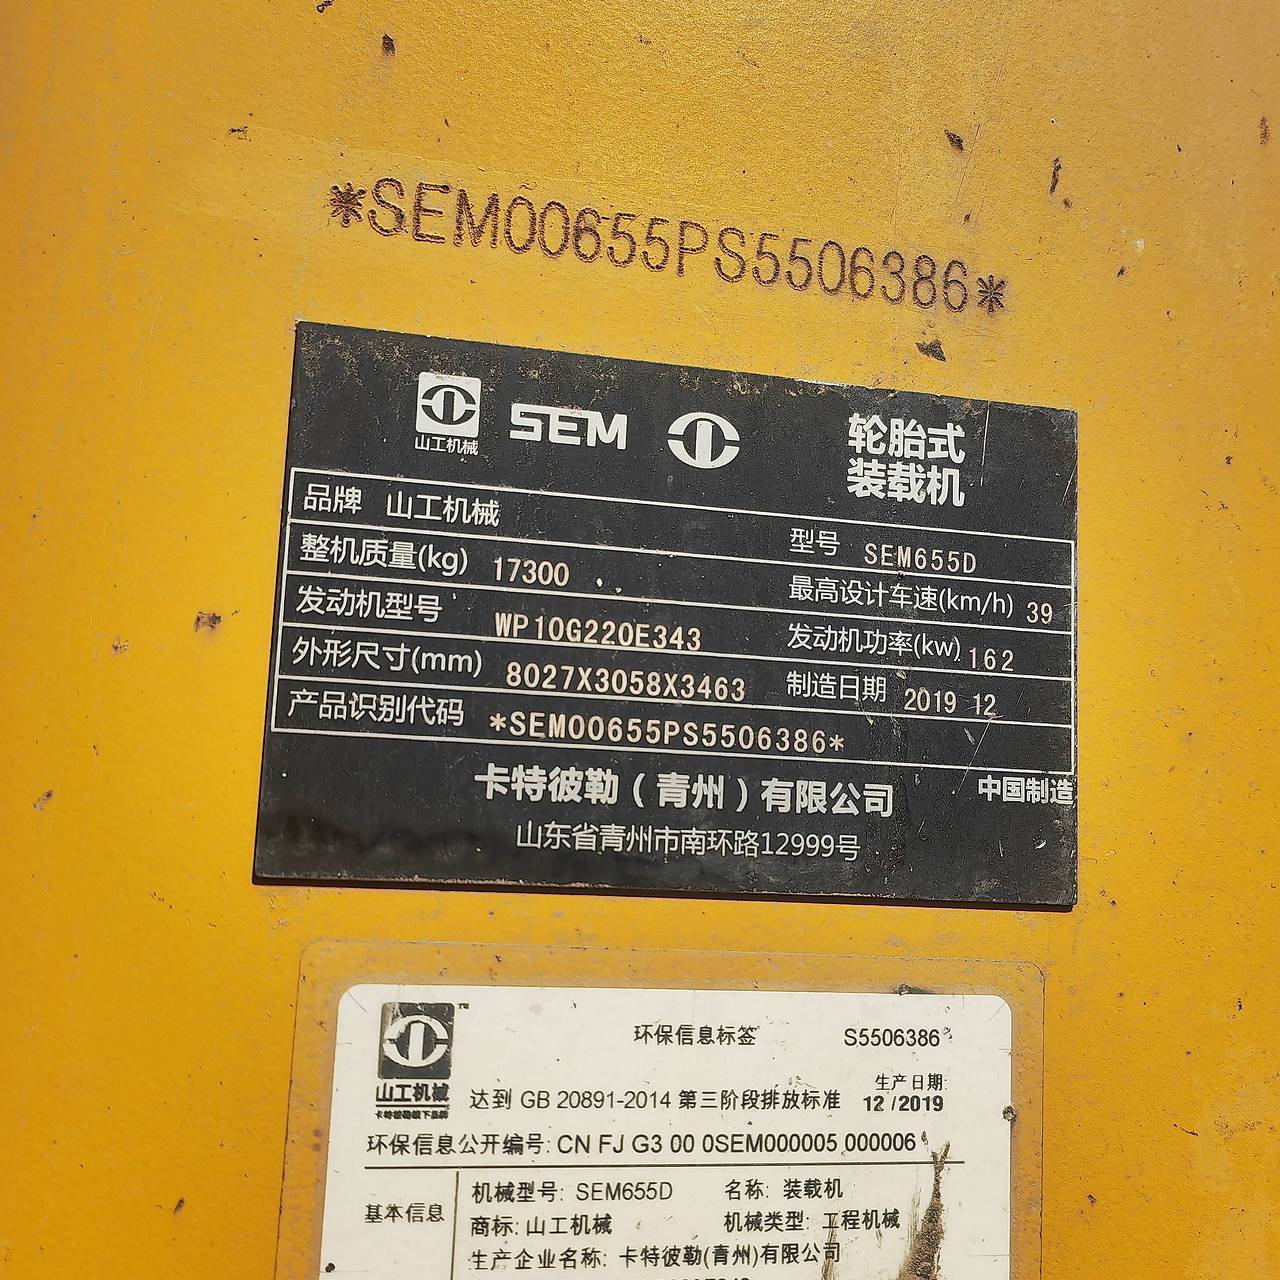 *SEM00655PS5506386*
山工机械 SEM 轮胎式
装载机
品牌 山工机械 型号 SEM655D
整机质量(kg) 17300 最高设计车速(km/h) 39
发动机型号 WP10G220E343 发动机功率(kw) 162
外形尺寸(mm) 8027X3058X3463 制造日期 2019 12
产品识别代码 *SEM00655PS5506386*
卡特彼勒（青州）有限公司 中国制造
山东省青州市南环路12999号
环保信息标签 S5506386
生产日期:
山工机械 达到 GB 20891-2014 第三阶段排放标准 12/2019
卡特彼勒旗下品牌
环保信息公开编号: CN FJ G3 00 0SEM000005 000006
基本信息 机械型号: SEM655D 名称: 装载机
商标: 山工机械 机械类型: 工程机械
生产企业名称: 卡特彼勒(青州)有限公司